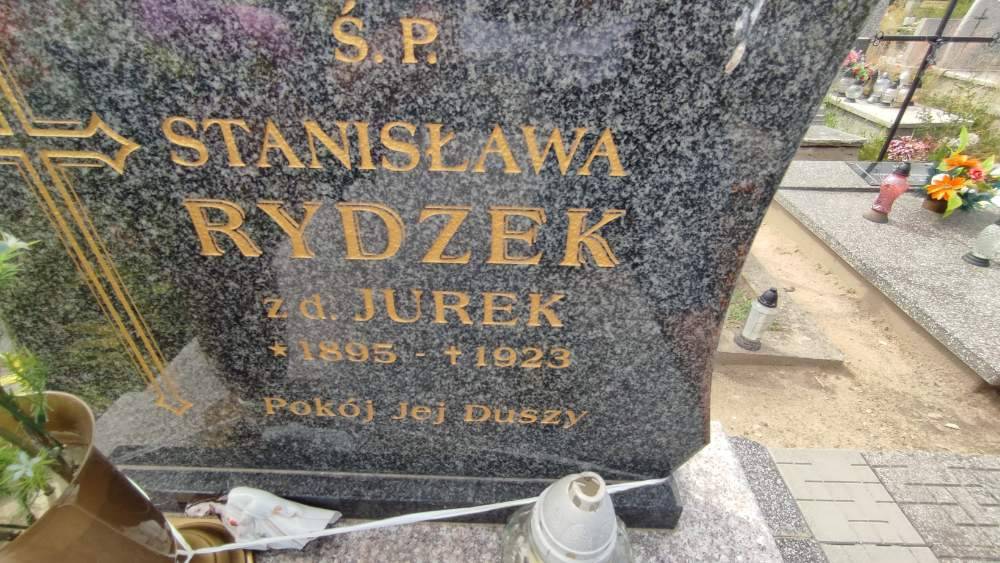 Ś.P.
STANISŁAWA
RYDZEK
z d. JUREK
* 1895 - † 1923
Pokój Jej Duszy